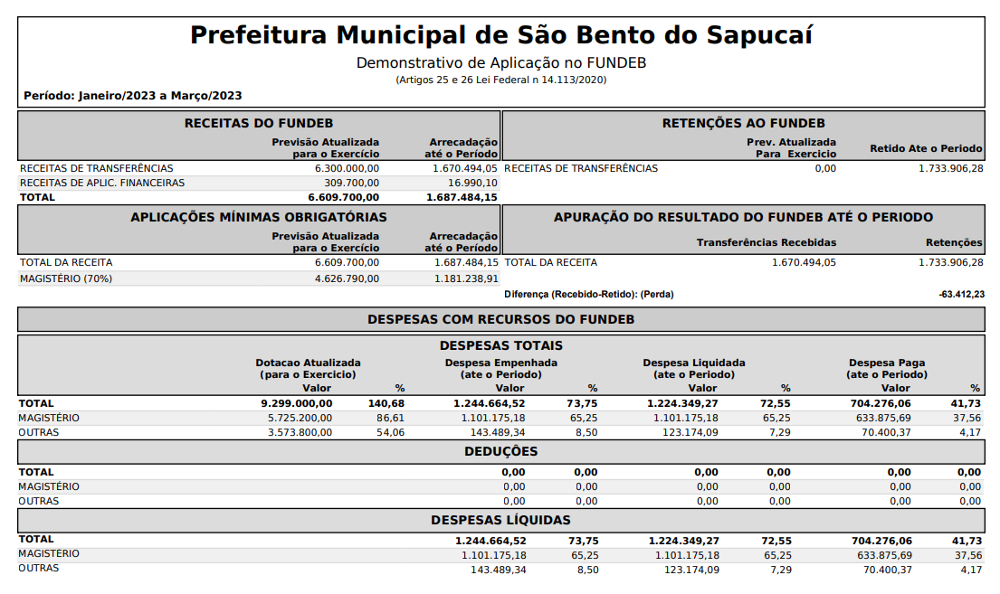 Prefeitura Municipal de São Bento do Sapucaí
Demonstrativo de Aplicação no FUNDEB
(Artigos 25 e 26 Lei Federal n 14.113/2020)
Período: Janeiro/2023 a Março/2023
RECEITAS DO FUNDEB
Previsão Atualizada para o Exercício Arrecadação até o Período
RECEITAS DE TRANSFERÊNCIAS 6.300.000,00 1.670.494,05
RECEITAS DE APLIC. FINANCEIRAS 309.700,00 16.990,10
TOTAL 6.609.700,00 1.687.484,15
RETENÇÕES AO FUNDEB
Prev. Atualizada Para Exercicio Retido Ate o Periodo
RECEITAS DE TRANSFERÊNCIAS 0,00 1.733.906,28
APLICAÇÕES MÍNIMAS OBRIGATÓRIAS
Previsão Atualizada para o Exercício Arrecadação até o Período
TOTAL DA RECEITA 6.609.700,00 1.687.484,15
MAGISTÉRIO (70%) 4.626.790,00 1.181.238,91
APURAÇÃO DO RESULTADO DO FUNDEB ATÉ O PERIODO
Transferências Recebidas Retenções
TOTAL DA RECEITA 1.670.494,05 1.733.906,28
Diferença (Recebido-Retido): (Perda) -63.412,23
DESPESAS COM RECURSOS DO FUNDEB
DESPESAS TOTAIS
Dotacao Atualizada Despesa Empenhada Despesa Liquidada Despesa Paga
(para o Exercicio) (ate o Periodo) (ate o Periodo) (ate o Periodo)
Valor % Valor % Valor % Valor %
TOTAL 9.299.000,00 140,68 1.244.664,52 73,75 1.224.349,27 72,55 704.276,06 41,73
MAGISTÉRIO 5.725.200,00 86,61 1.101.175,18 65,25 1.101.175,18 65,25 633.875,69 37,56
OUTRAS 3.573.800,00 54,06 143.489,34 8,50 123.174,09 7,29 70.400,37 4,17
DEDUÇÔES
TOTAL 0,00 0,00 0,00 0,00 0,00 0,00
MAGISTÉRIO 0,00 0,00 0,00 0,00 0,00 0,00
OUTRAS 0,00 0,00 0,00 0,00 0,00 0,00
DESPESAS LÍQUIDAS
TOTAL 1.244.664,52 73,75 1.224.349,27 72,55 704.276,06 41,73
MAGISTÉRIO 1.101.175,18 65,25 1.101.175,18 65,25 633.875,69 37,56
OUTRAS 143.489,34 8,50 123.174,09 7,29 70.400,37 4,17